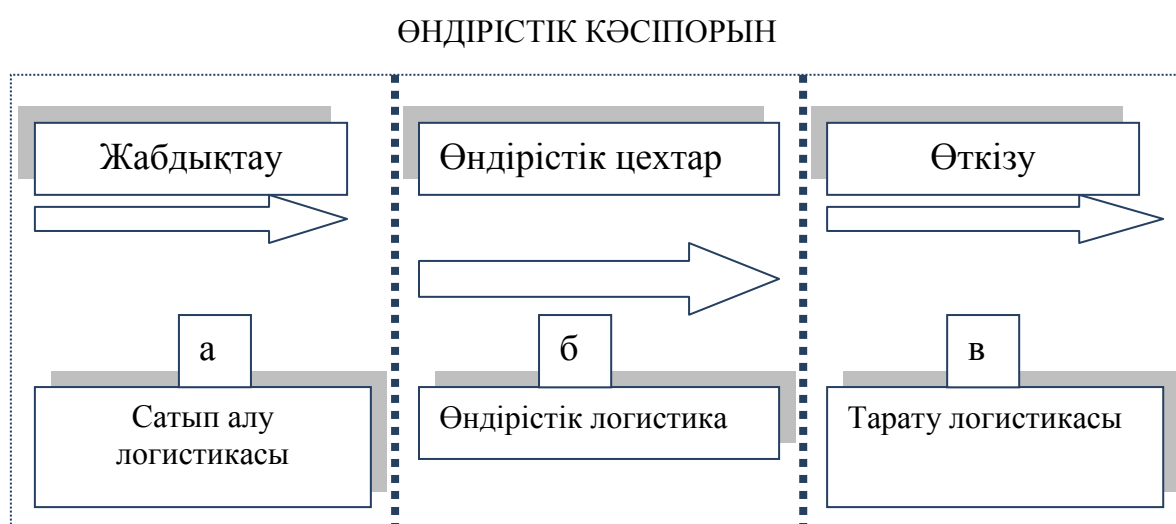 ӨНДІРІСТІК КӘСІПОРЫН
Жабдықтау
Өндірістік цехтар
Өткізу
а
б
в
Сатып алу
логистикасы
Өндірістік логистика
Тарату логистикасы